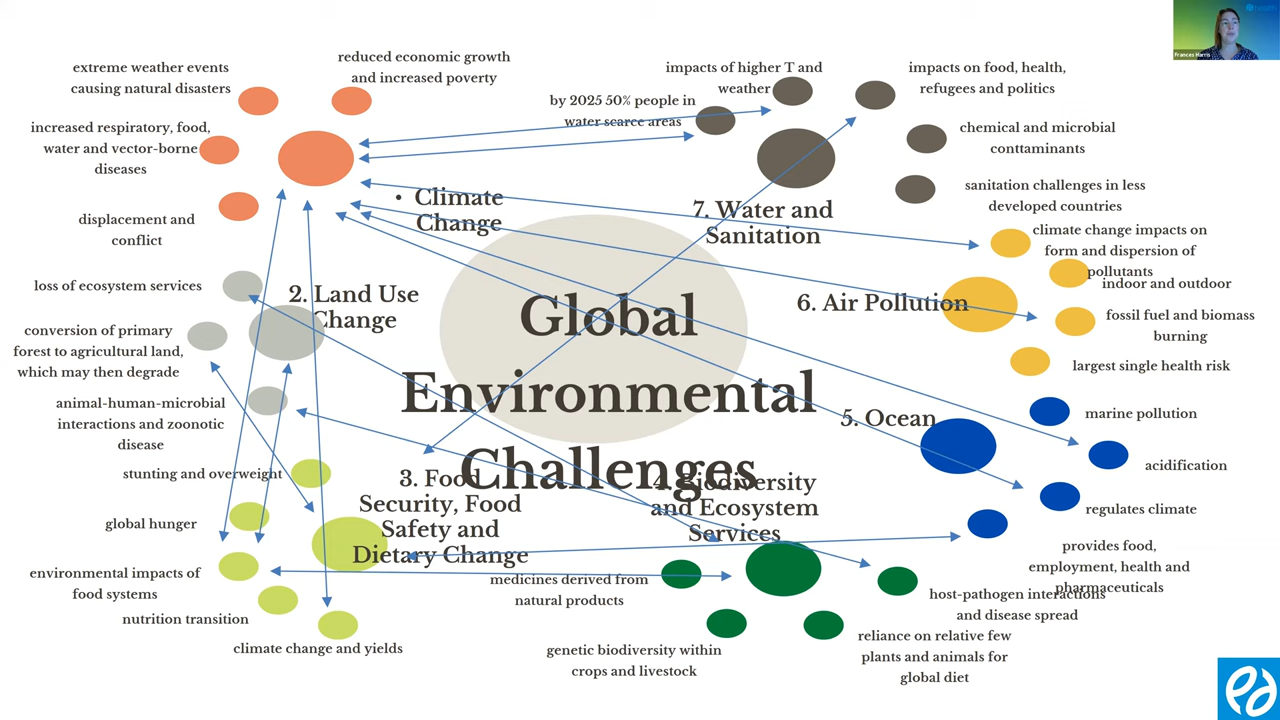 extreme weather events
causing natural disasters
reduced economic growth
and increased poverty
increased respiratory, food,
water and vector-borne
diseases
displacement and
conflict
• Climate
Change
impacts of higher T and
weather
by 2025 50% people in
water scarce areas
impacts on food, health,
refugees and politics
chemical and microbial
conttaminants
sanitation challenges in less
developed countries
7. Water and
Sanitation
Frances Harris
climate change impacts on
form and dispersion of
pollutants
indoor and outdoor
fossil fuel and biomass
burning
largest single health risk
6. Air Pollution
loss of ecosystem services
2. Land Use
Change
conversion of primary
forest to agricultural land,
which may then degrade
animal-human-microbial
interactions and zoonotic
disease
Global
Environmental
Challenges
5. Ocean
marine pollution
acidification
regulates climate
provides food,
employment, health and
pharmaceuticals
stunting and overweight
global hunger
environmental impacts of
food systems
nutrition transition
climate change and yields
3. Food
Security, Food
Safety and
Dietary Change
4. Biodiversity
and Ecosystem
Services
medicines derived from
natural products
genetic biodiversity within
crops and livestock
host-pathogen interactions
and disease spread
reliance on relative few
plants and animals for
global diet